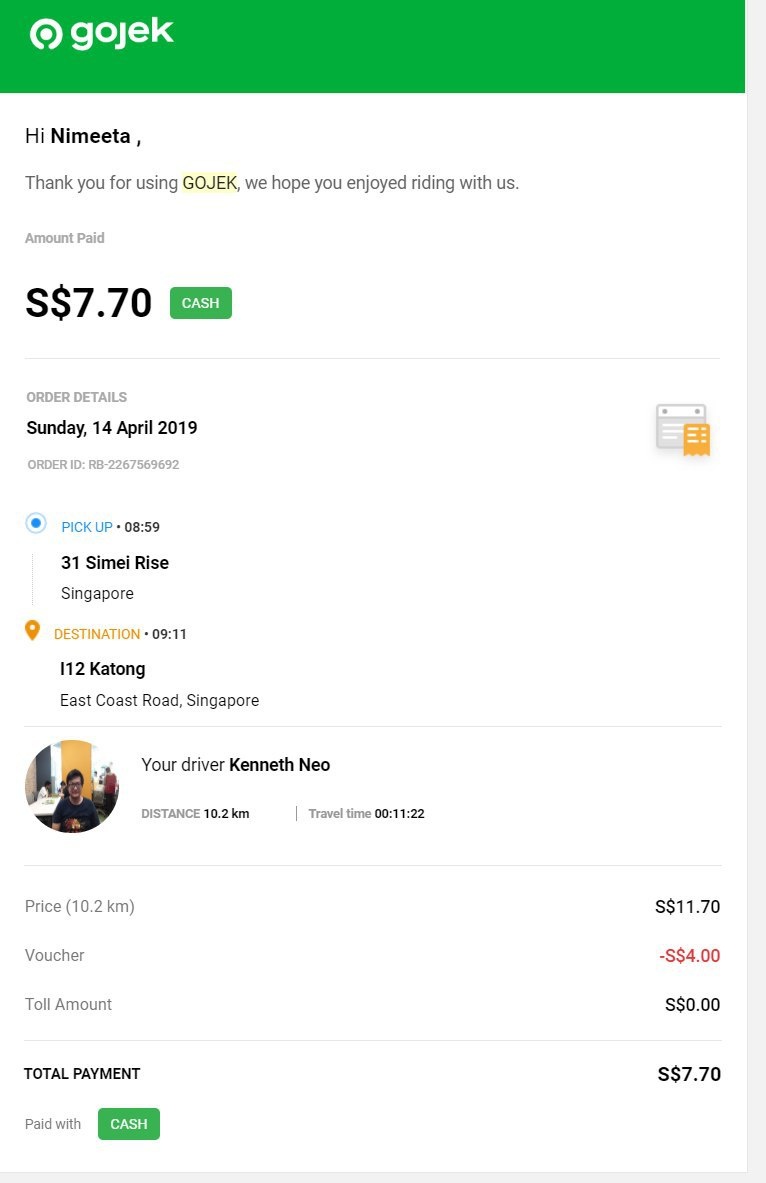 gojek
Hi Nimeeta ,
Thank you for using GOJEK, we hope you enjoyed riding with us.
Amount Paid
S$7.70 CASH
ORDER DETAILS
Sunday, 14 April 2019
ORDER ID: RB-2267569692
PICK UP • 08:59
31 Simei Rise
Singapore
DESTINATION • 09:11
I12 Katong
East Coast Road, Singapore
Your driver Kenneth Neo
DISTANCE 10.2 km | Travel time 00:11:22
Price (10.2 km) S$11.70
Voucher -S$4.00
Toll Amount S$0.00
TOTAL PAYMENT S$7.70
Paid with CASH